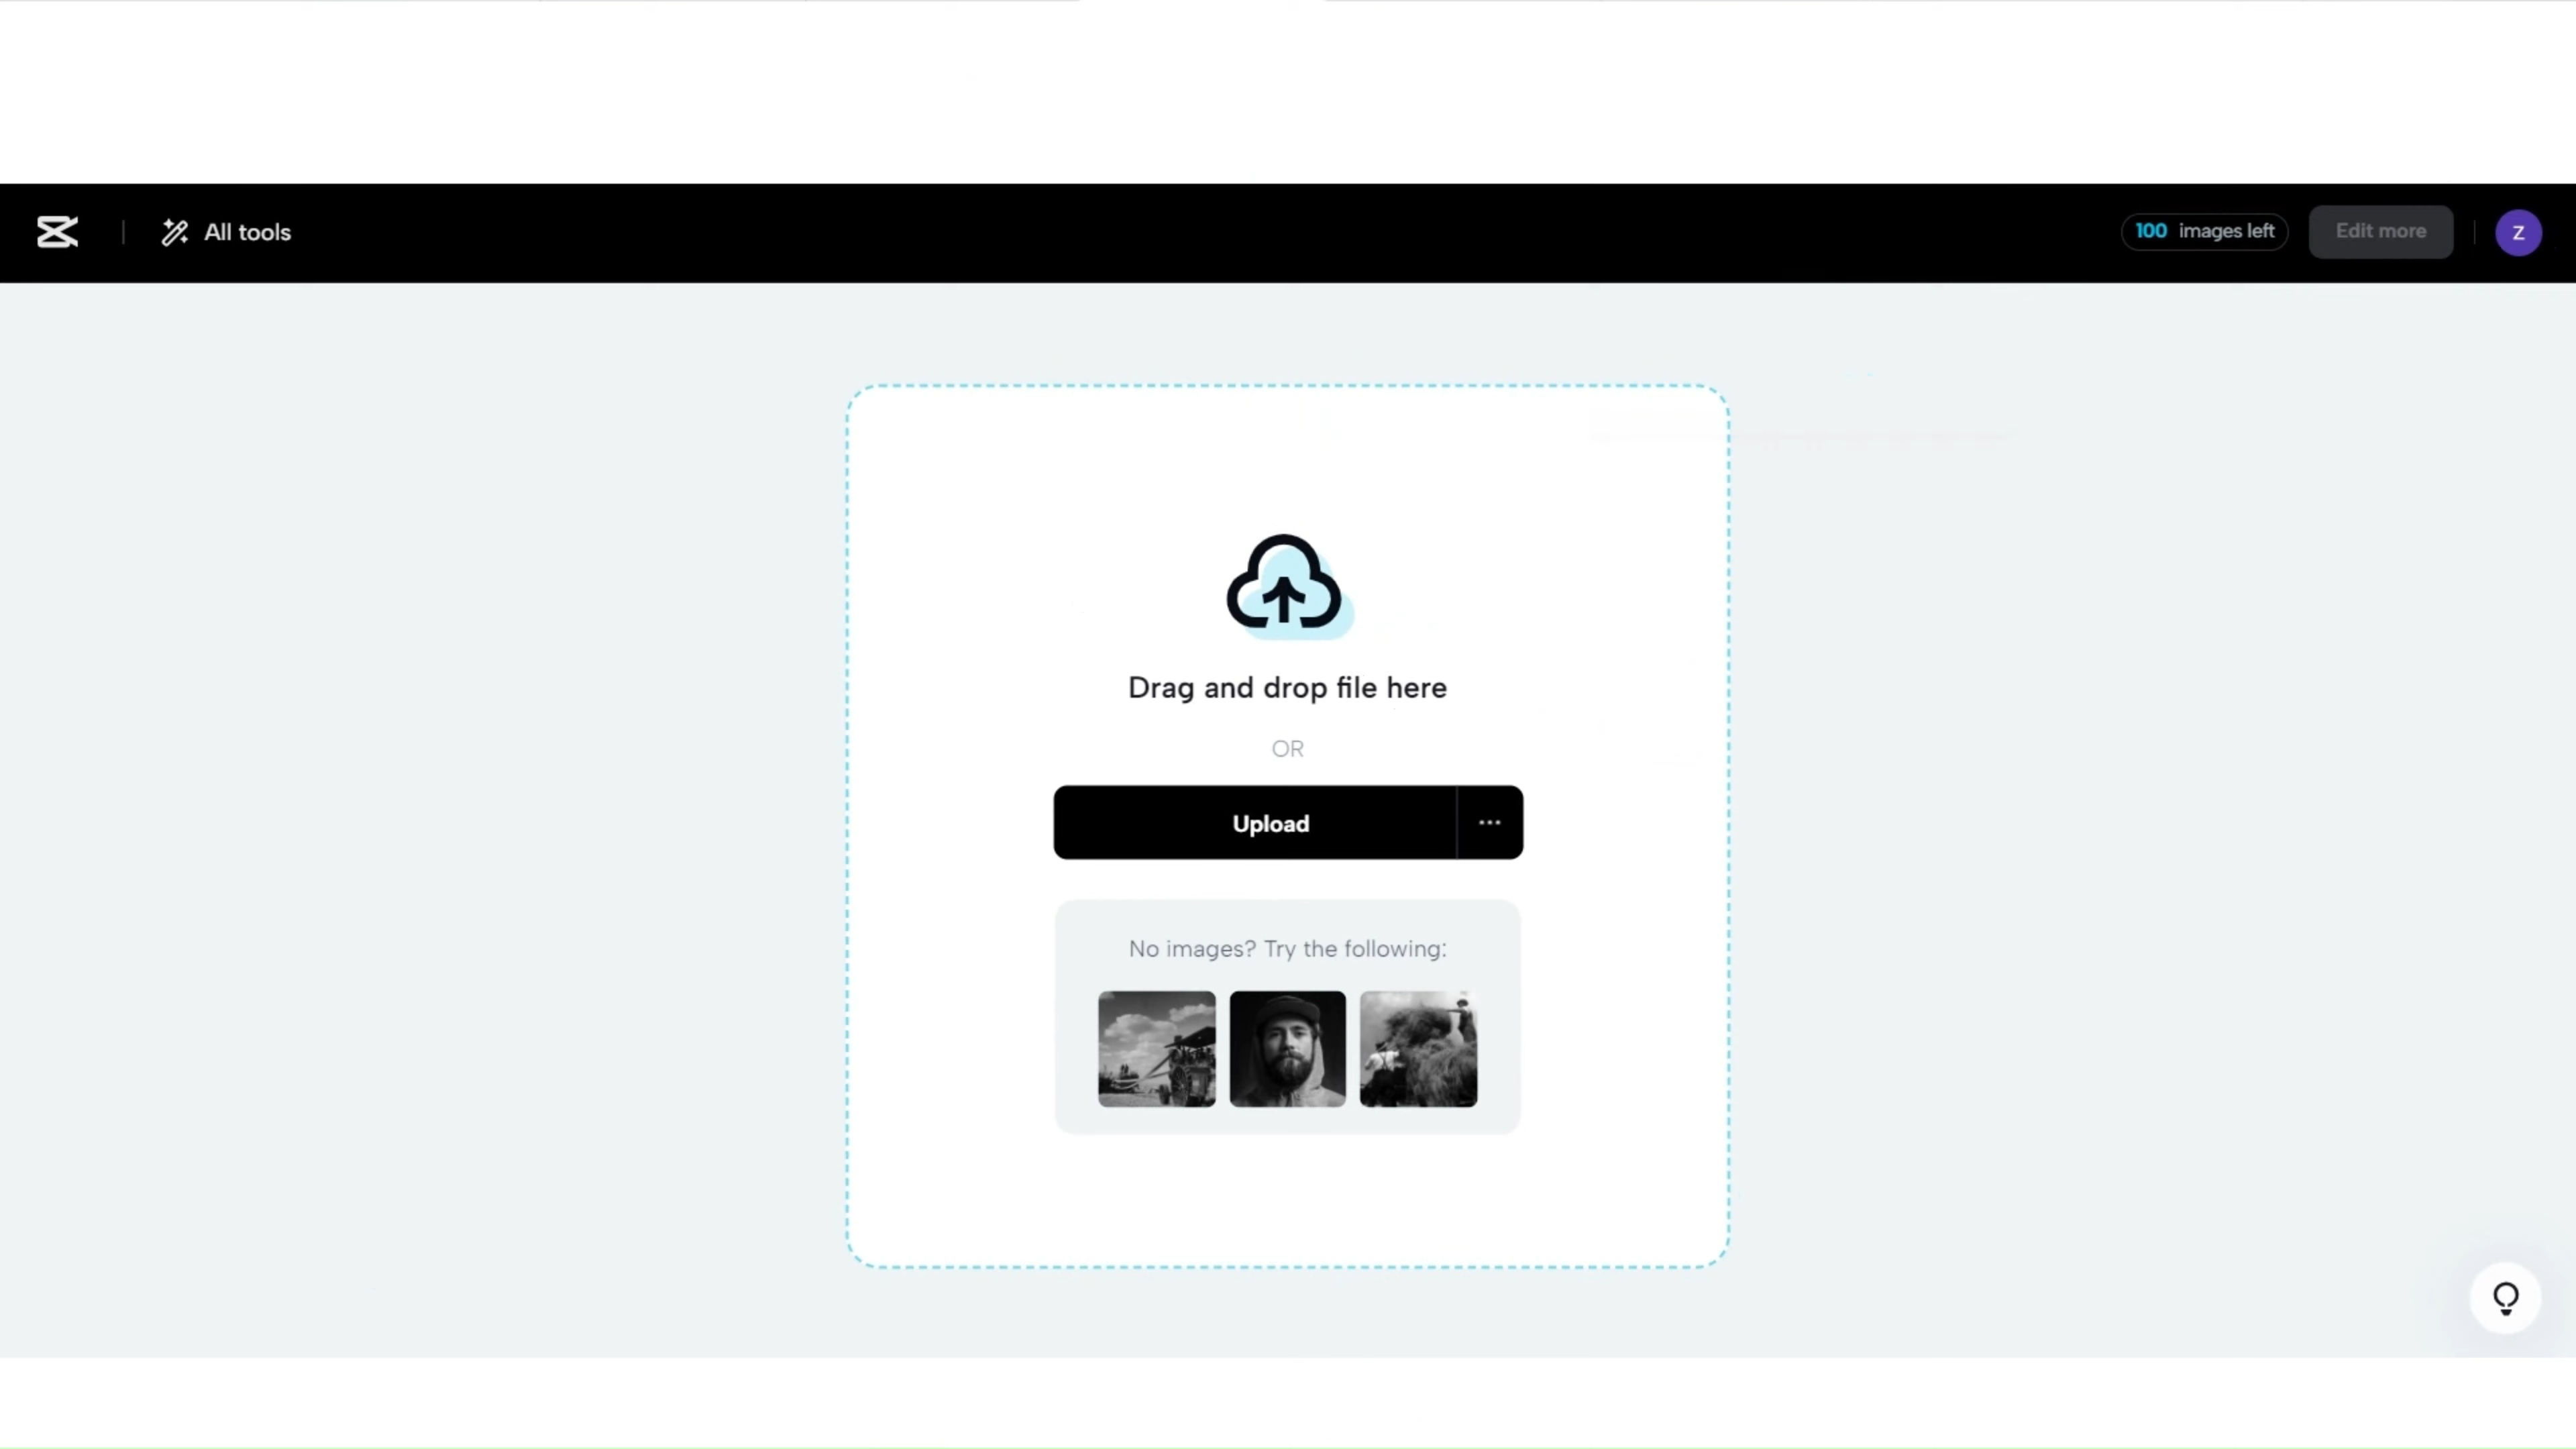 All tools
100 images left
Edit more
Z
Drag and drop file here
OR
Upload
No images? Try the following: